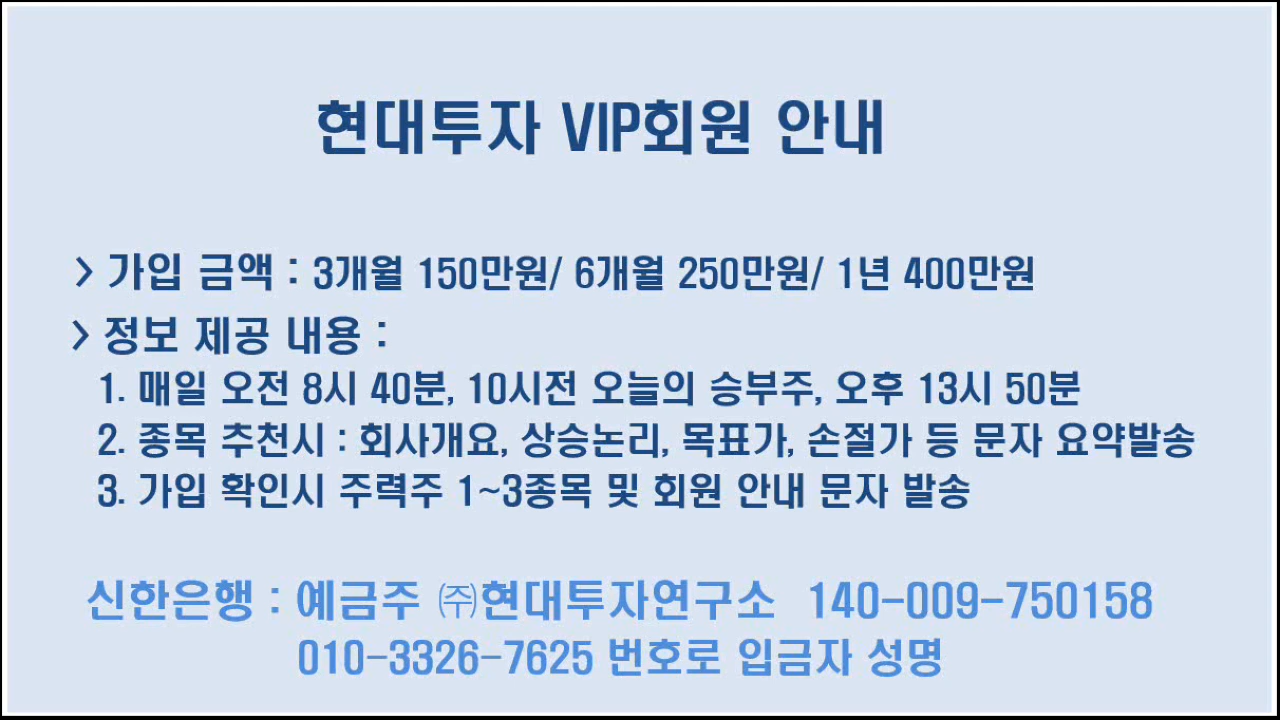 현대투자 VIP회원 안내
> 가입 금액 : 3개월 150만원/ 6개월 250만원/ 1년 400만원
> 정보 제공 내용 :
1. 매일 오전 8시 40분, 10시전 오늘의 승부주, 오후 13시 50분
2. 종목 추천시 : 회사개요, 상승논리, 목표가, 손절가 등 문자 요약발송
3. 가입 확인시 주력주 1~3종목 및 회원 안내 문자 발송
신한은행 : 예금주 ㈜현대투자연구소 140-009-750158
010-3326-7625 번호로 입금자 성명